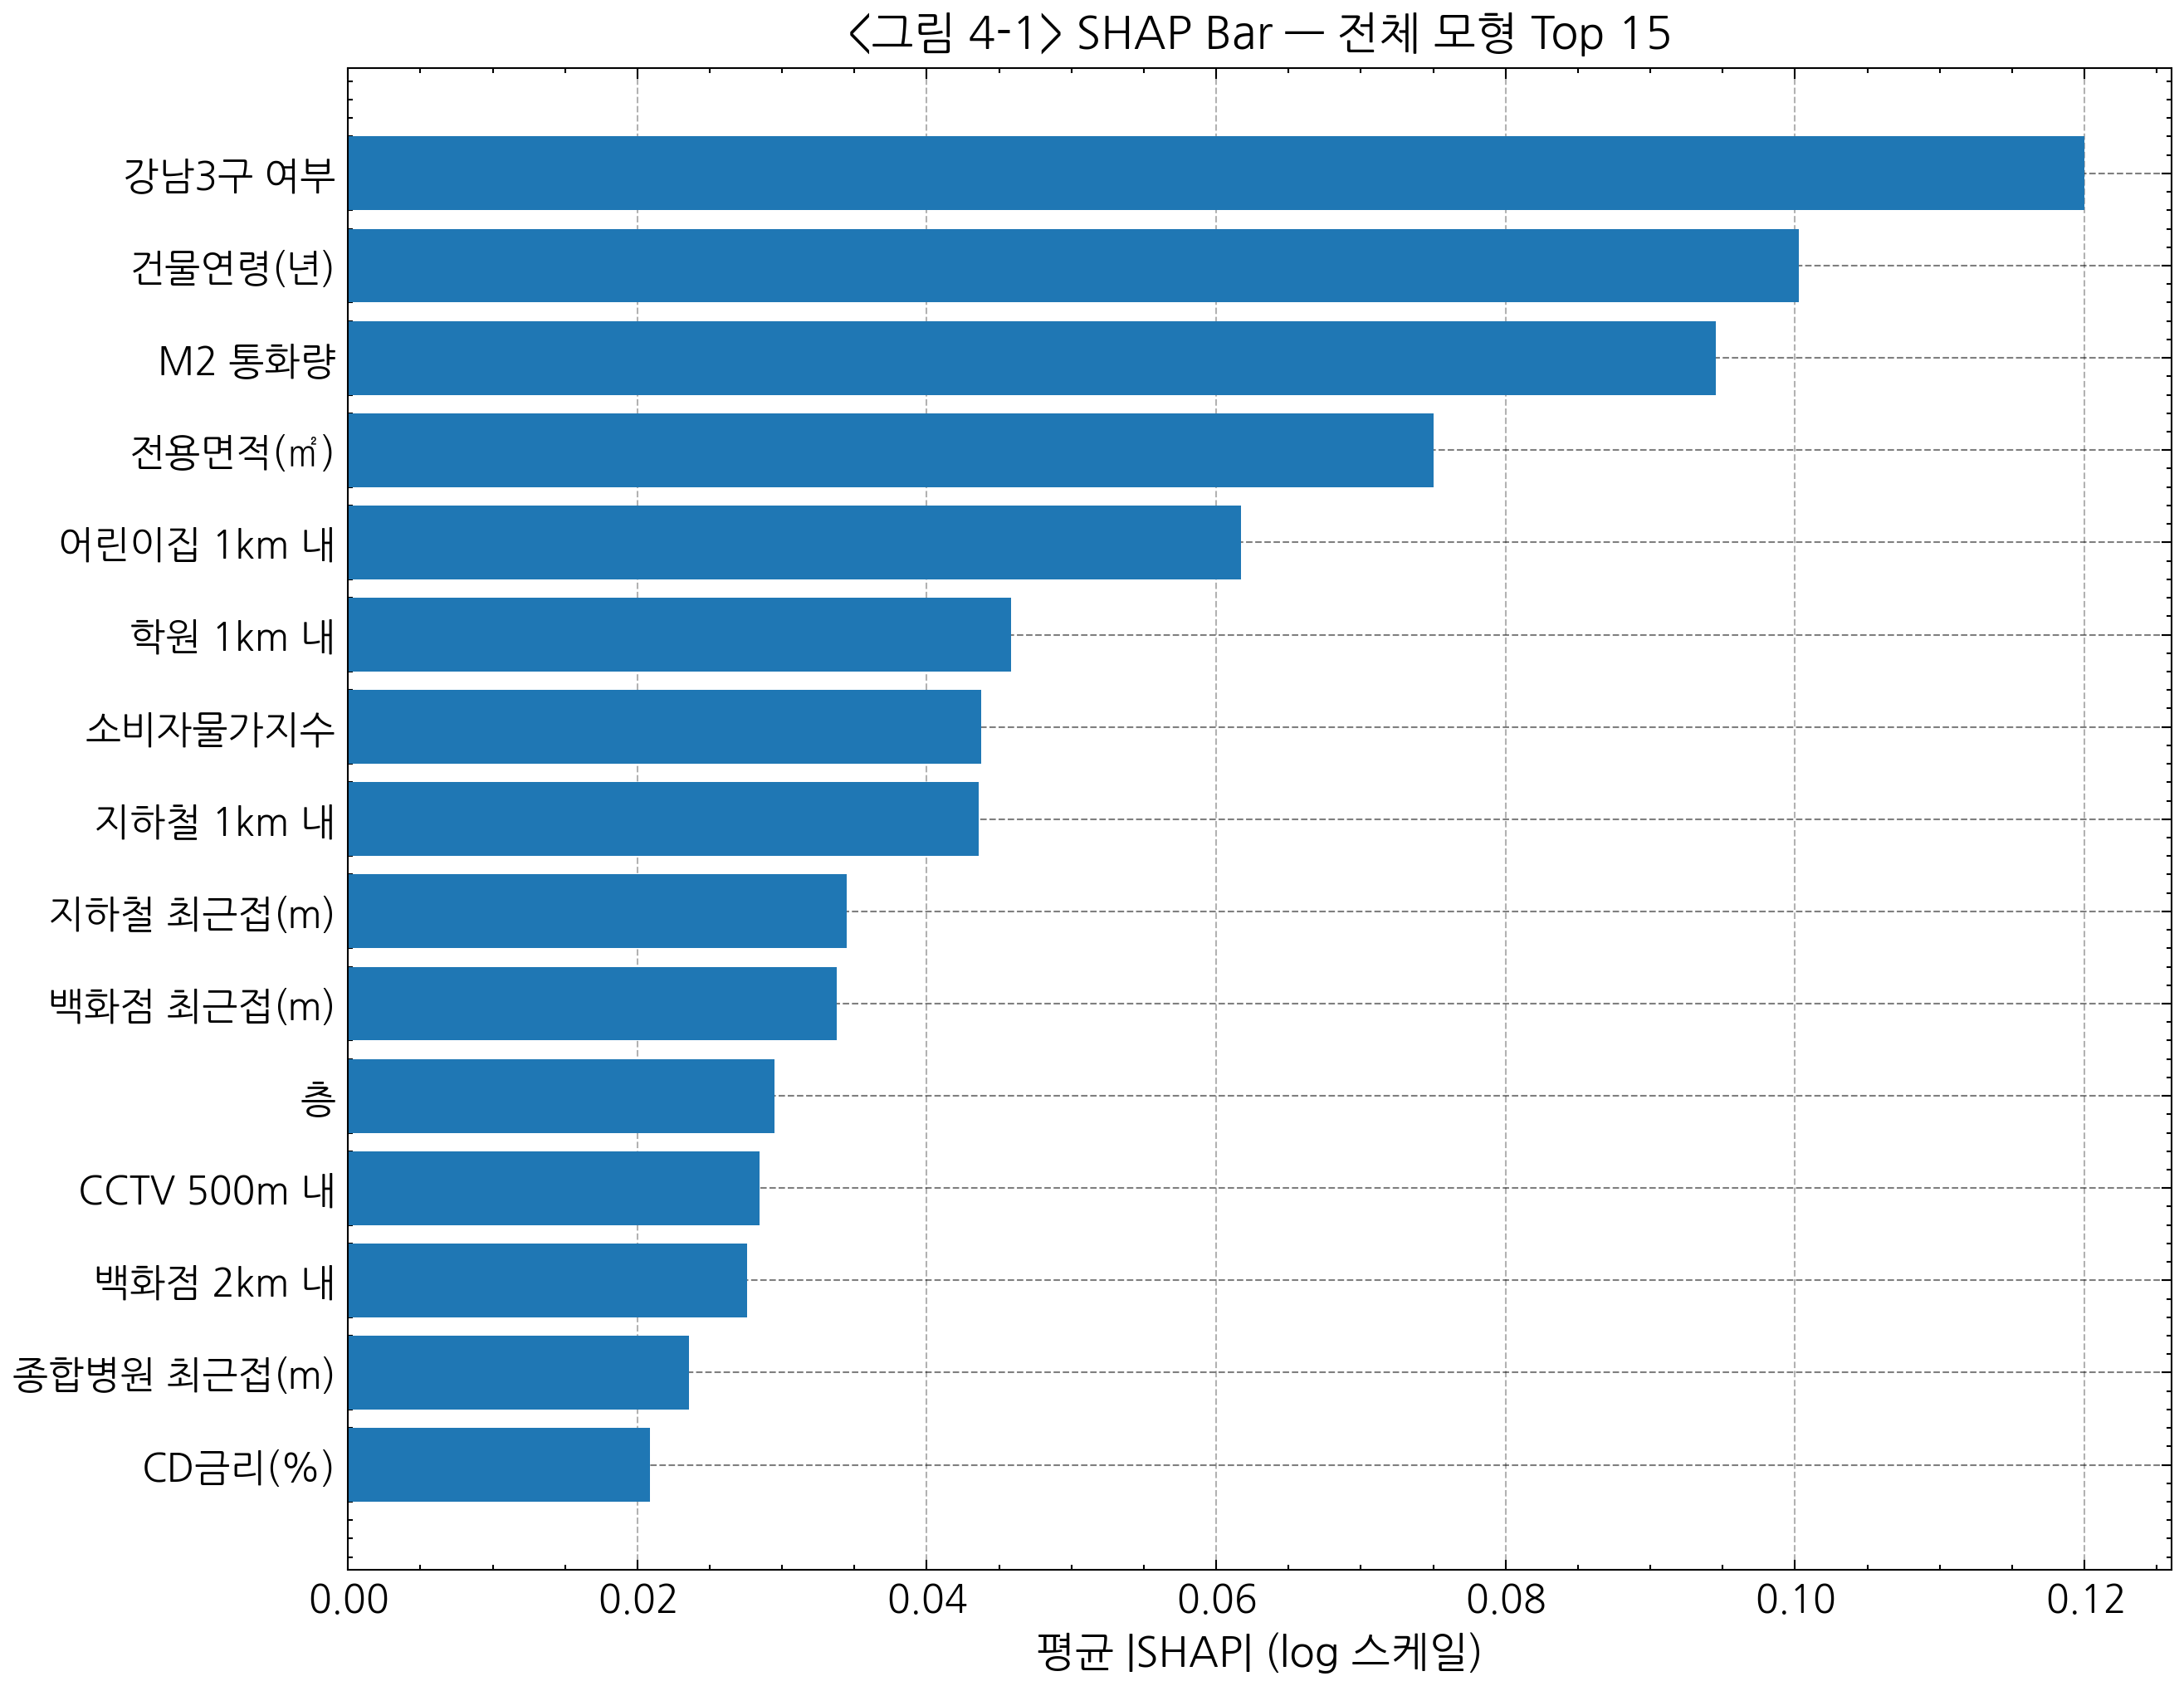 <그림 4-1> SHAP Bar — 전체 모형 Top 15
강남3구 여부
건물연령(년)
M2 통화량
전용면적(㎡)
어린이집 1km 내
학원 1km 내
소비자물가지수
지하철 1km 내
지하철 최근접(m)
백화점 최근접(m)
층
CCTV 500m 내
백화점 2km 내
종합병원 최근접(m)
CD금리(%)
0.00 0.02 0.04 0.06 0.08 0.10 0.12
평균 |SHAP| (log 스케일)